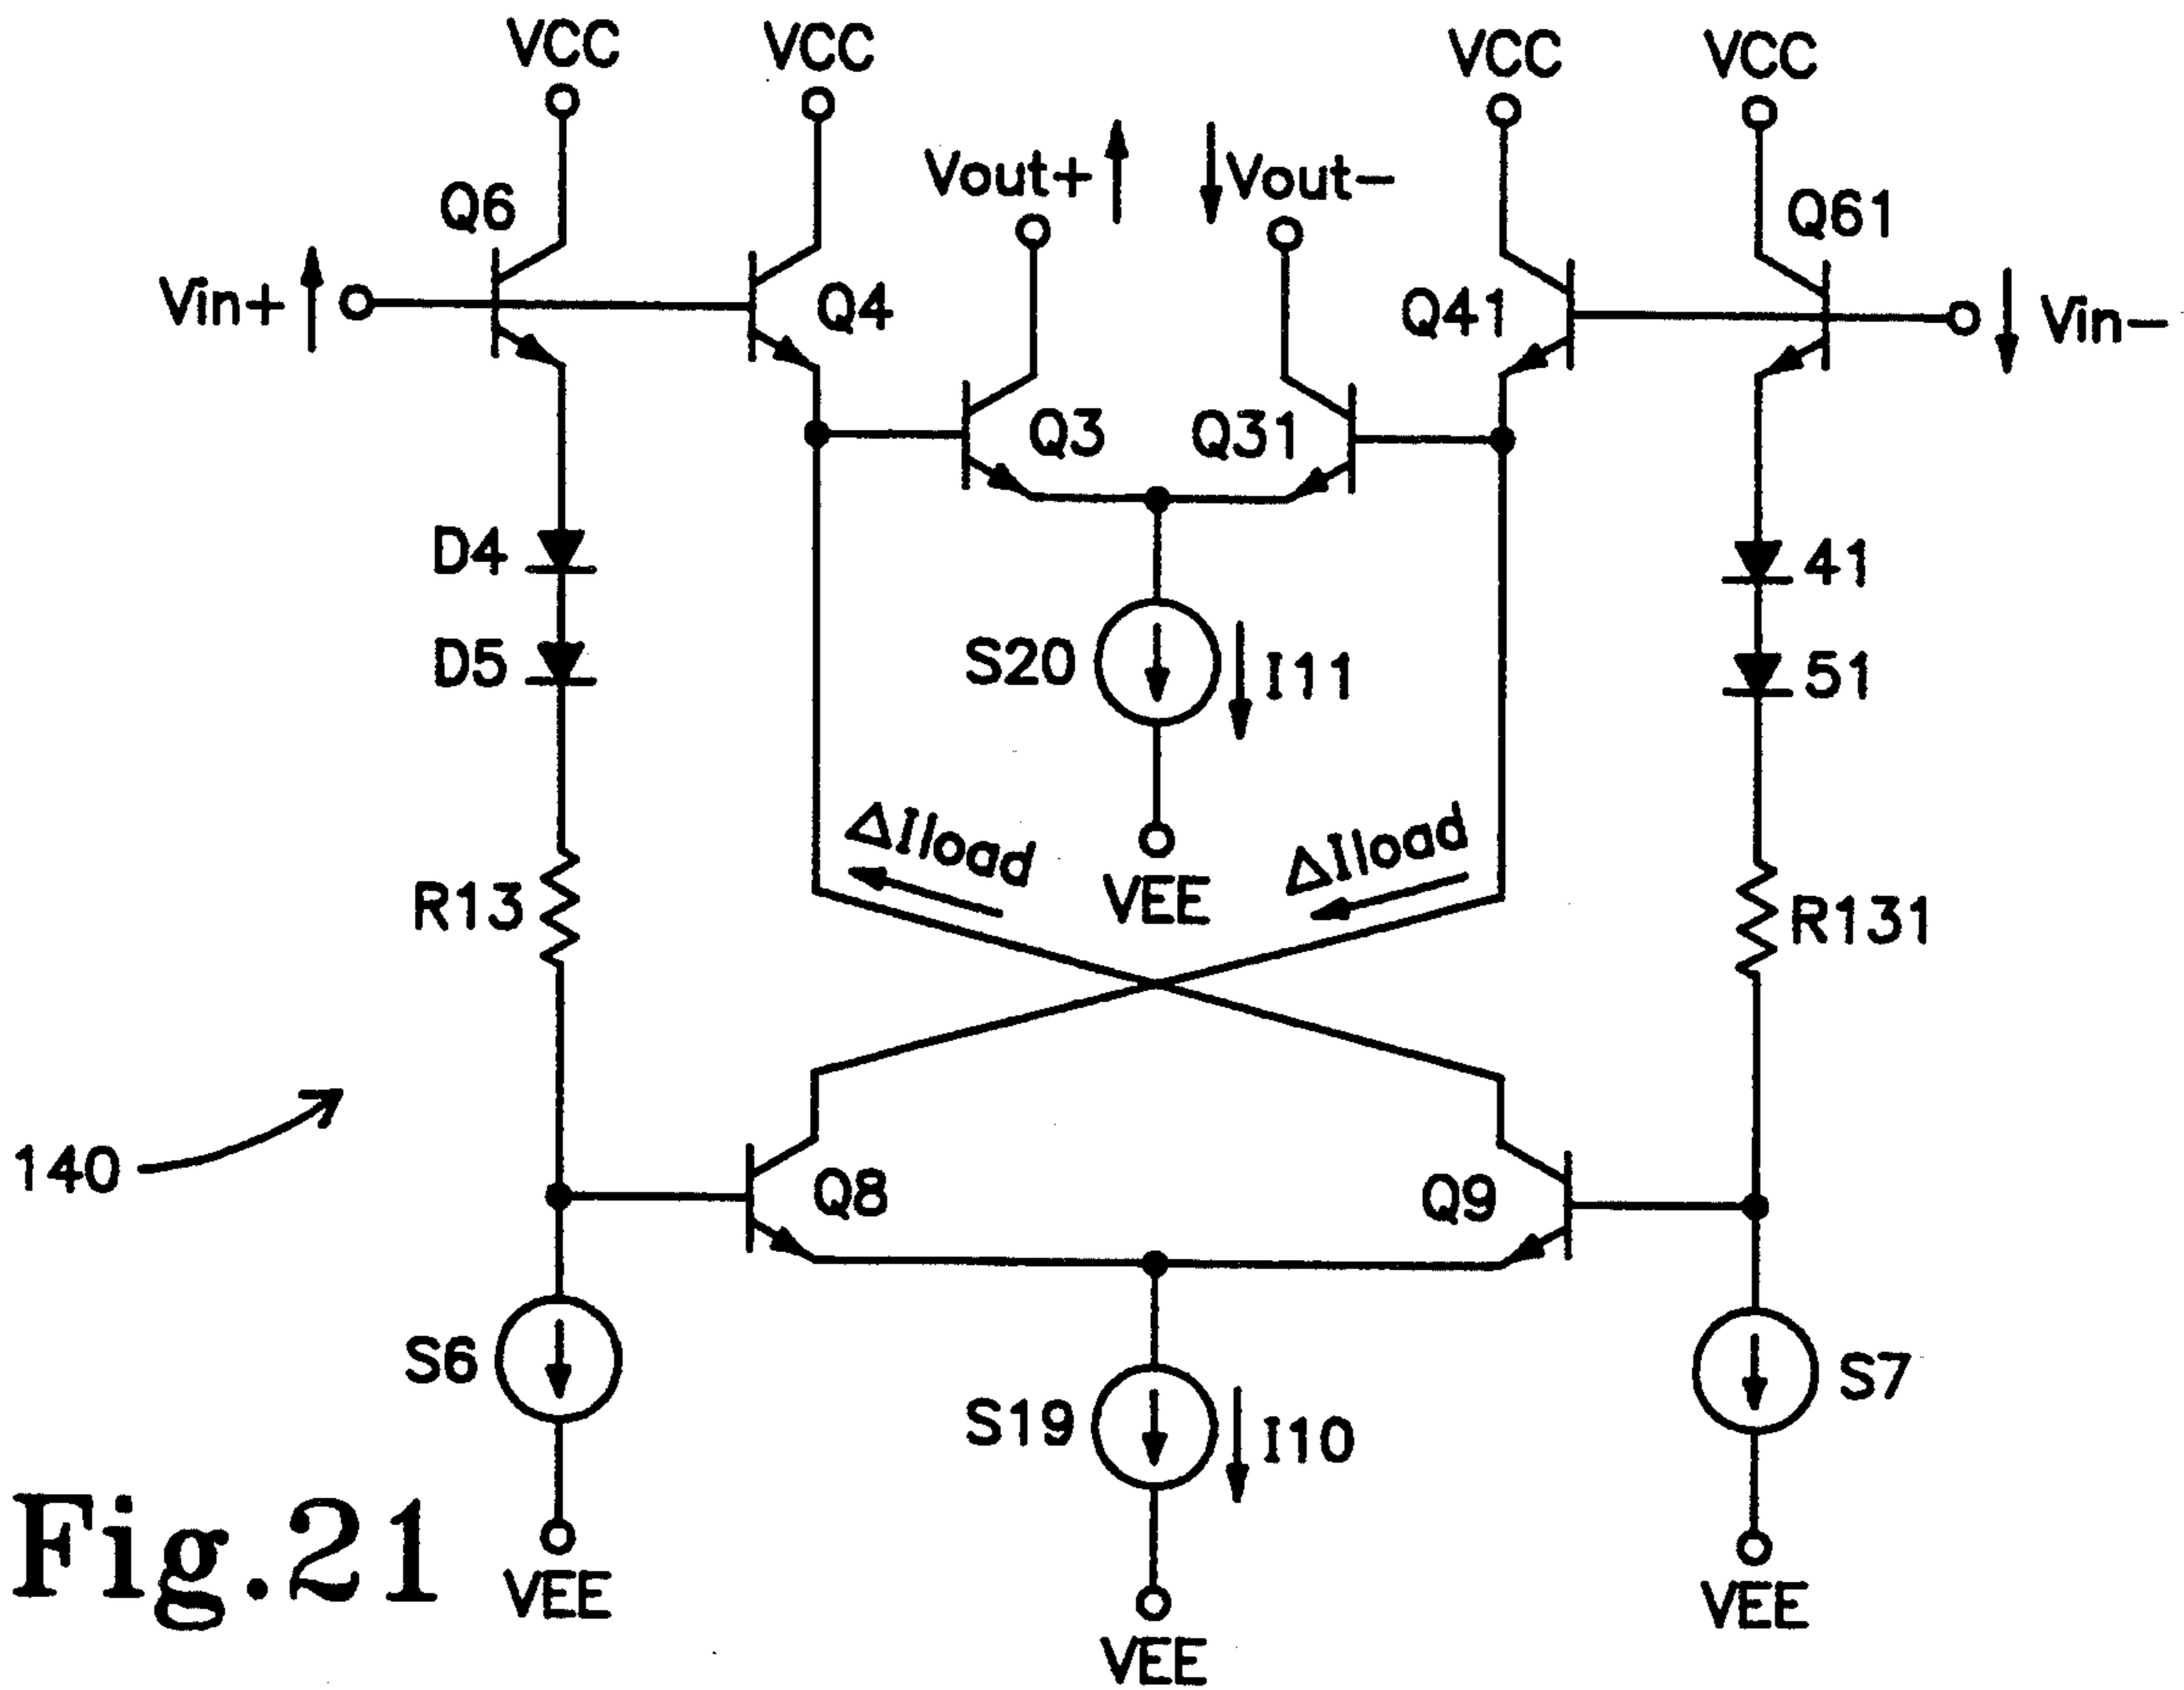 VCC
VCC
VCC
VCC
Vout+
Vout-
Q6
Q61
Vin+
Q4
Q41
Vin-
Q3
Q31
D4
41
S20
I11
D5
51
ΔIload
ΔIload
R13
VEE
R131
140
Q8
Q9
S6
S7
S19
I10
Fig.21
VEE
VEE
VEE